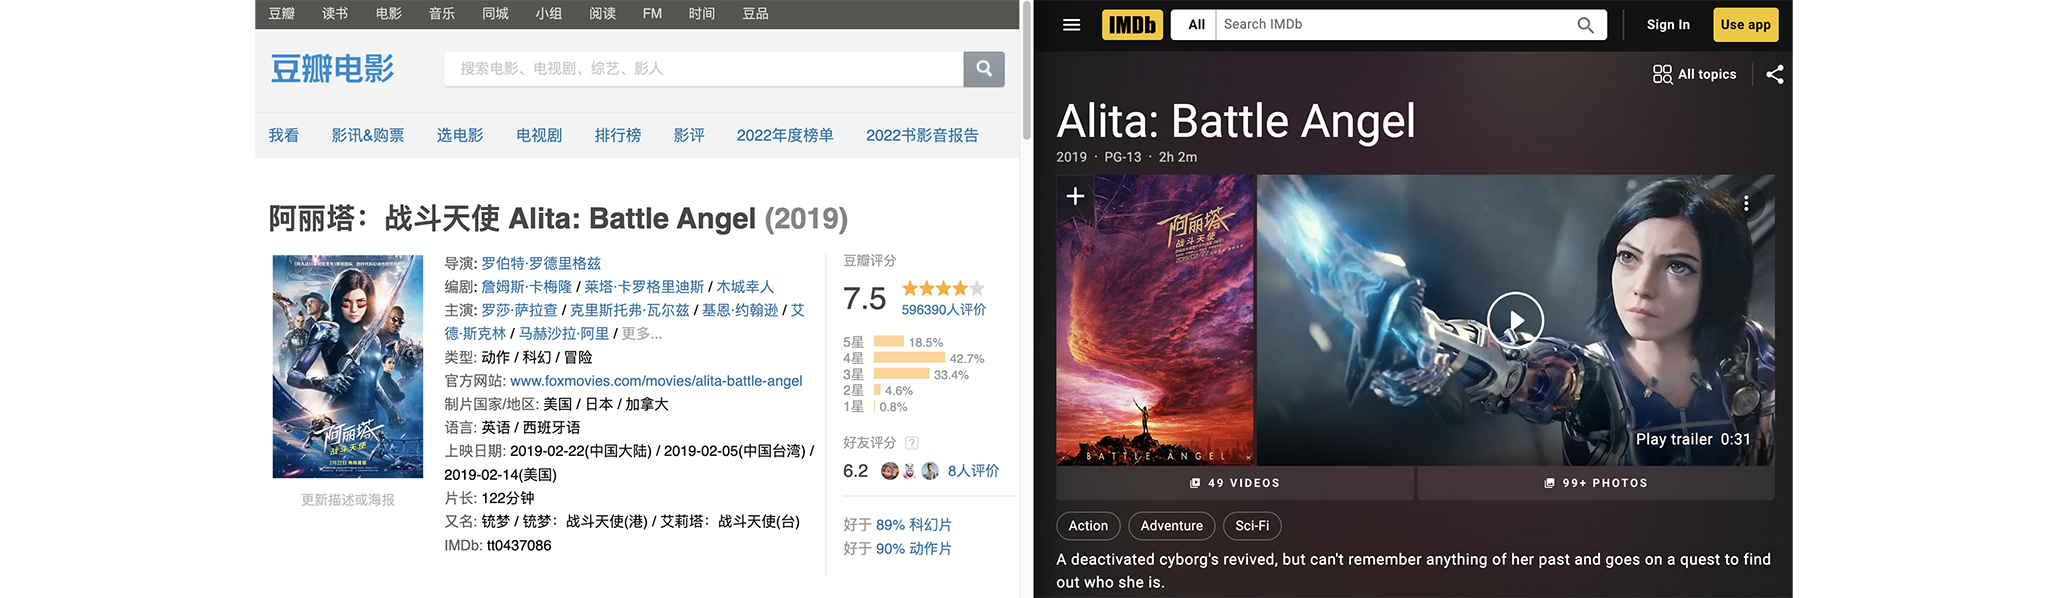 豆瓣 读书 电影 音乐 同城 小组 阅读 FM 时间 豆品
豆瓣电影
搜索电影、电视剧、综艺、影人
我看 影讯&购票 选电影 电视剧 排行榜 影评 2022年度榜单 2022书影音报告
阿丽塔：战斗天使 Alita: Battle Angel (2019)
阿丽塔
战斗天使
更新描述或海报
导演: 罗伯特·罗德里格兹
编剧: 詹姆斯·卡梅隆 / 莱塔·卡罗格里迪斯 / 木城幸人
主演: 罗莎·萨拉查 / 克里斯托弗·瓦尔兹 / 基恩·约翰逊 / 艾
德·斯克林 / 马赫沙拉·阿里 / 更多...
类型: 动作 / 科幻 / 冒险
官方网站: www.foxmovies.com/movies/alita-battle-angel
制片国家/地区: 美国 / 日本 / 加拿大
语言: 英语 / 西班牙语
上映日期: 2019-02-22(中国大陆) / 2019-02-05(中国台湾) /
2019-02-14(美国)
片长: 122分钟
又名: 铳梦 / 铳梦：战斗天使(港) / 艾莉塔：战斗天使(台)
IMDb: tt0437086
豆瓣评分
7.5
596390人评价
5星 18.5%
4星 42.7%
3星 33.4%
2星 4.6%
1星 0.8%
好友评分 ?
6.2 8人评价
好于 89% 科幻片
好于 90% 动作片
IMDb All Search IMDb Sign In Use app
All topics
Alita: Battle Angel
2019 · PG-13 · 2h 2m
阿丽塔
战斗天使
BATTLE ANGEL
Play trailer 0:31
49 VIDEOS
99+ PHOTOS
Action Adventure Sci-Fi
A deactivated cyborg's revived, but can't remember anything of her past and goes on a quest to find
out who she is.